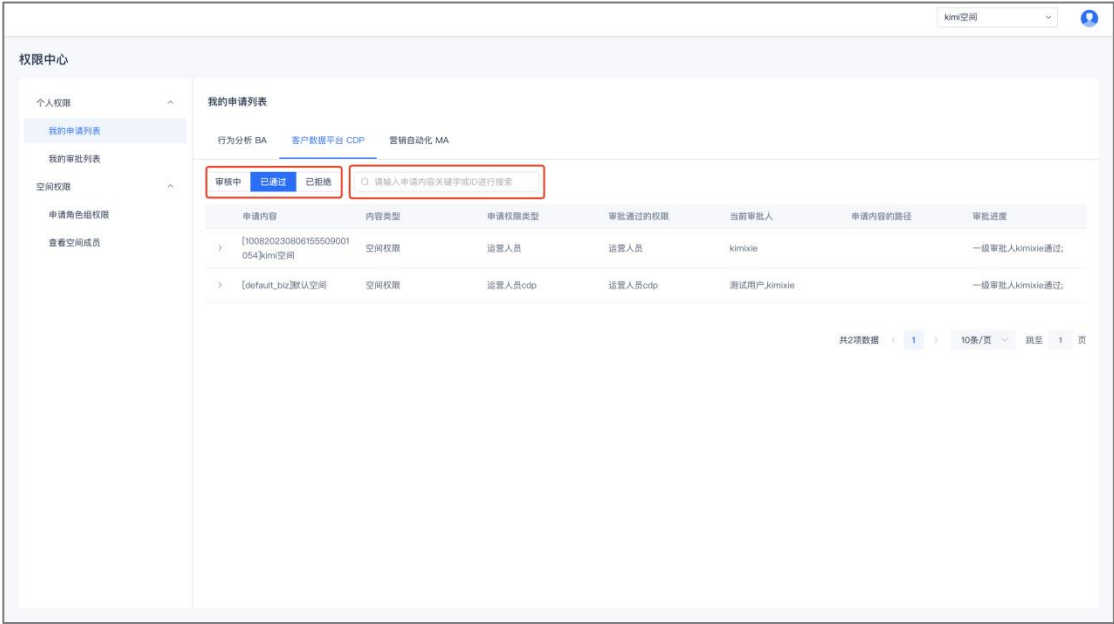 kimi空间
权限中心
个人权限
我的申请列表
我的审批列表
空间权限
申请角色组权限
查看空间成员
我的申请列表
行为分析 BA 客户数据平台 CDP 营销自动化 MA
审核中 已通过 已拒绝 请输入申请内容关键字或ID进行搜索
申请内容 内容类型 申请权限类型 审批通过的权限 当前审批人 申请内容的路径 审批进度
[100820230806155509001
054]kimi空间 空间权限 运营人员 运营人员 kimixie 一级审批人kimixie通过;
[default_biz]默认空间 空间权限 运营人员cdp 运营人员cdp 测试用户,kimixie 一级审批人kimixie通过;
共2项数据 1 10条/页 跳至 1 页